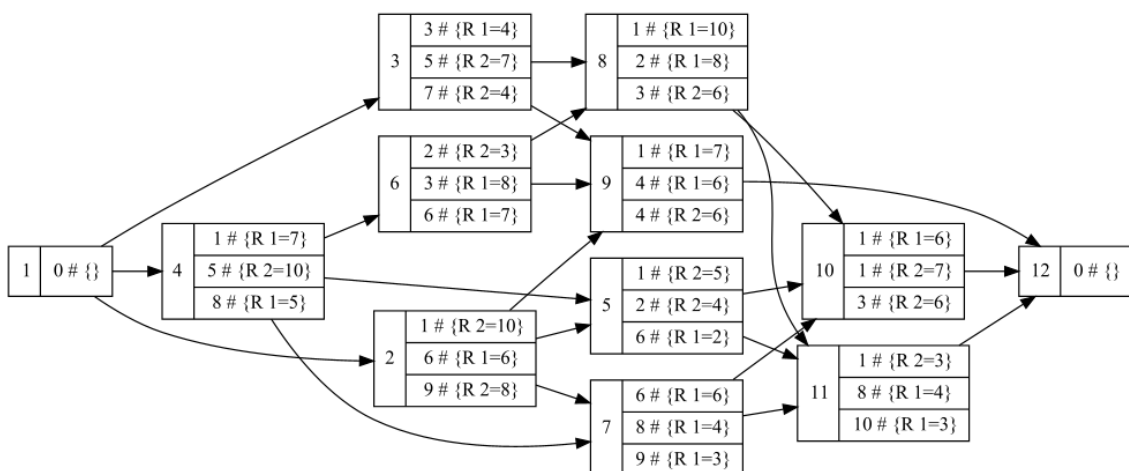 1
0 # {}
4
1 # {R 1=7}
5 # {R 2=10}
8 # {R 1=5}
3
3 # {R 1=4}
5 # {R 2=7}
7 # {R 2=4}
6
2 # {R 2=3}
3 # {R 1=8}
6 # {R 1=7}
2
1 # {R 2=10}
6 # {R 1=6}
9 # {R 2=8}
8
1 # {R 1=10}
2 # {R 1=8}
3 # {R 2=6}
9
1 # {R 1=7}
4 # {R 1=6}
4 # {R 2=6}
5
1 # {R 2=5}
2 # {R 2=4}
6 # {R 1=2}
7
6 # {R 1=6}
8 # {R 1=4}
9 # {R 1=3}
10
1 # {R 1=6}
1 # {R 2=7}
3 # {R 2=6}
11
1 # {R 2=3}
8 # {R 1=4}
10 # {R 1=3}
12
0 # {}